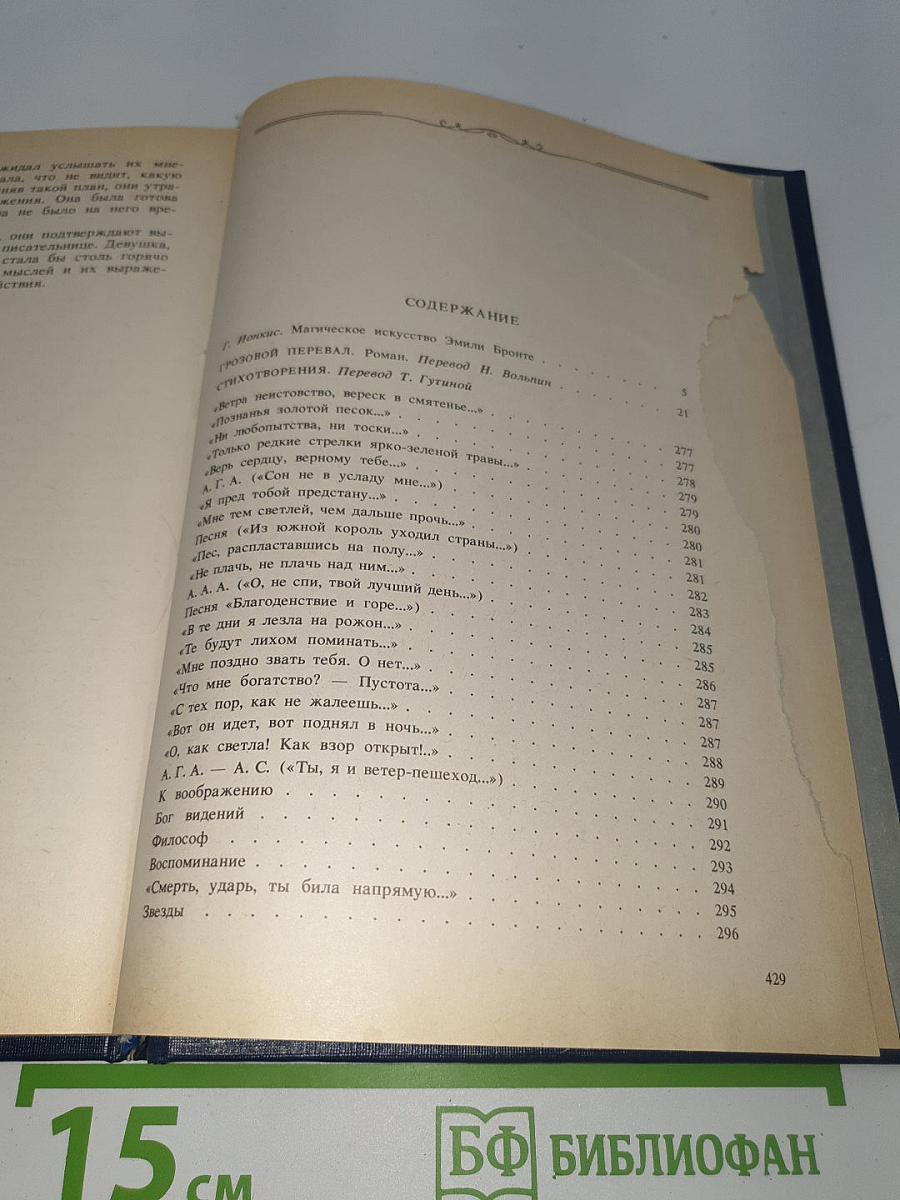 жидал услышать их мне-
ала, что не видит, какую
няв такой план, они утра-
жения. Она была готова
а не было на него вре-
, они подтверждают вы-
писательнице. Девушка,
стала бы столь горячо
мыслей и их выраже-
йствия.
СОДЕРЖАНИЕ
Г. Ионкис. Магическое искусство Эмили Бронте . . . . . . . 5
ГРОЗОВОЙ ПЕРЕВАЛ. Роман. Перевод Н. Вольпин . . . . . . 21
СТИХОТВОРЕНИЯ. Перевод Т. Гутиной
«Ветра неистовство, вереск в смятенье...» . . . . . . . . 277
«Познанья золотой песок...» . . . . . . . . . . . 277
«Ни любопытства, ни тоски...» . . . . . . . . . . 278
«Только редкие стрелки ярко-зеленой травы...» . . . . . . 279
«Верь сердцу, верному тебе...» . . . . . . . . . . 279
А. Г. А. («Сон не в усладу мне...») . . . . . . . . . 280
«Я пред тобой предстану...» . . . . . . . . . . . 280
«Мне тем светлей, чем дальше прочь...» . . . . . . . . 281
Песня («Из южной король уходил страны...») . . . . . . 281
«Пес, распластавшись на полу...» . . . . . . . . . . 282
«Не плачь, не плачь над ним...» . . . . . . . . . . 283
А. А. А. («О, не спи, твой лучший день...») . . . . . . . 284
Песня «Благоденствие и горе...») . . . . . . . . . . 285
«В те дни я лезла на рожон...» . . . . . . . . . . 285
«Те будут лихом поминать...» . . . . . . . . . . . 286
«Мне поздно звать тебя. О нет...» . . . . . . . . . . 287
«Что мне богатство? — Пустота...» . . . . . . . . . 287
«С тех пор, как не жалеешь...» . . . . . . . . . . 287
«Вот он идет, вот поднял в ночь...» . . . . . . . . . 288
«О, как светла! Как взор открыт!..» . . . . . . . . . 289
А. Г. А. — А. С. («Ты, я и ветер-пешеход...») . . . . . . . 290
К воображению . . . . . . . . . . . . . . . 291
Бог видений . . . . . . . . . . . . . . . . 292
Философ . . . . . . . . . . . . . . . . . 293
Воспоминание . . . . . . . . . . . . . . . . 294
«Смерть, ударь, ты била напрямую...» . . . . . . . . . 295
Звезды . . . . . . . . . . . . . . . . . . 296
429
15 см
БФ БИБЛИОФАН